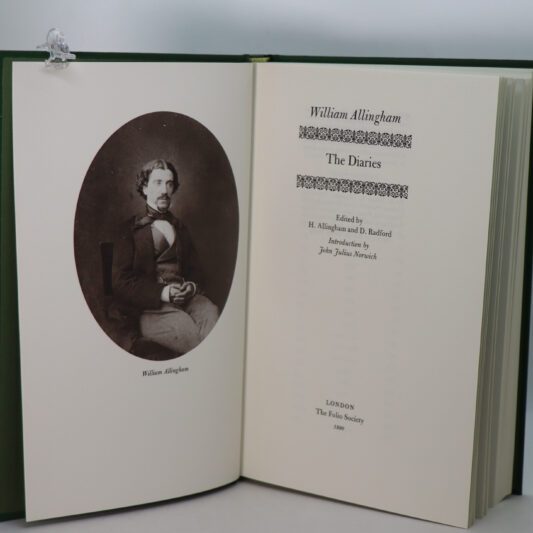 William Allingham
William Allingham
The Diaries
Edited by
H. Allingham and D. Radford
Introduction by
John Julius Norwich
LONDON
The Folio Society
1990